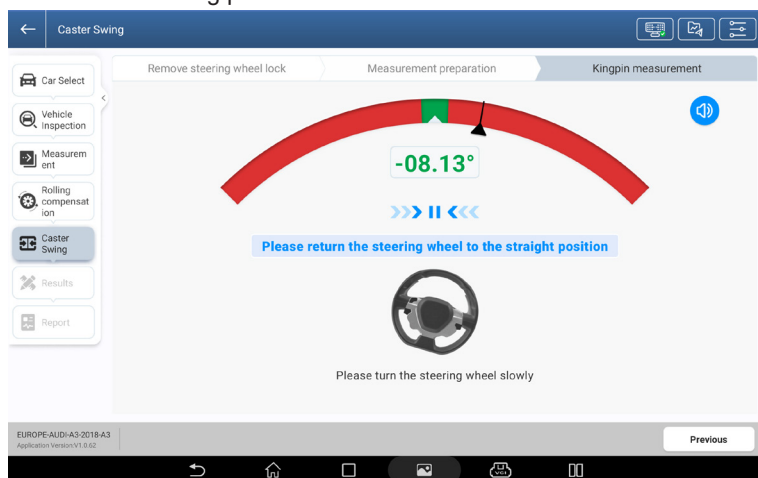 Caster Swing
Remove steering wheel lock
Measurement preparation
Kingpin measurement
Car Select
Vehicle
Inspection
Measurem
ent
Rolling
compensat
ion
Caster
Swing
Results
Report
-08.13°
Please return the steering wheel to the straight position
Please turn the steering wheel slowly
EUROPE-AUDI-A3-2018-A3
Application Version:V1.0.62
Previous
VCI